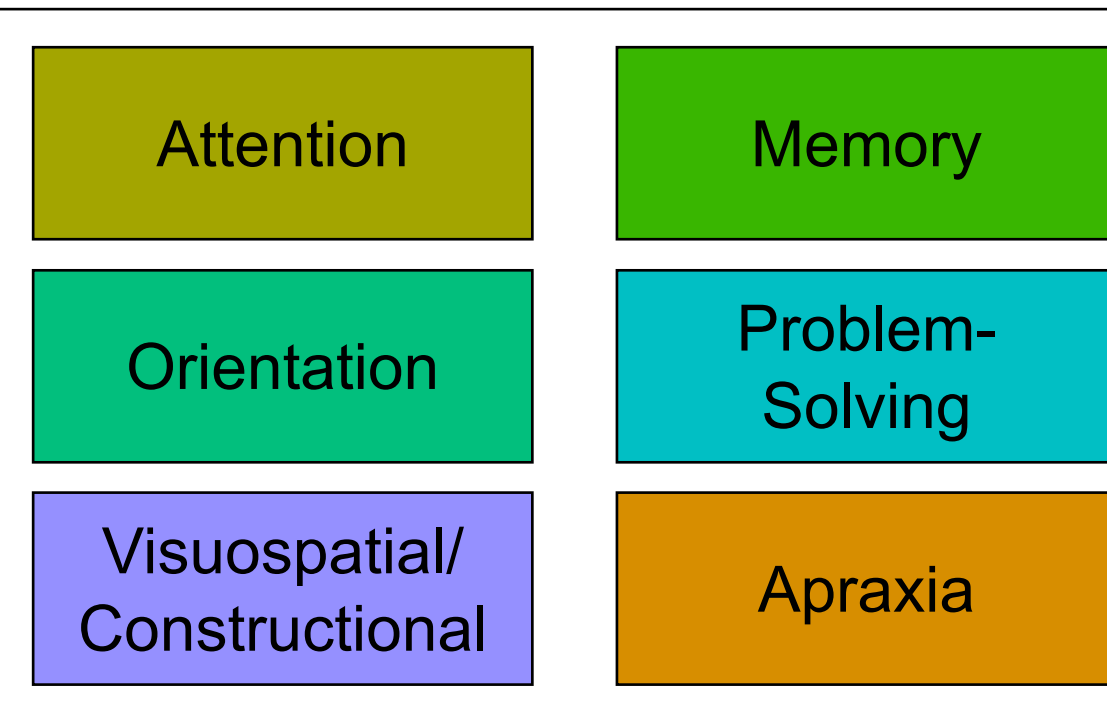 Attention
Memory
Orientation
Problem-
Solving
Visuospatial/
Constructional
Apraxia